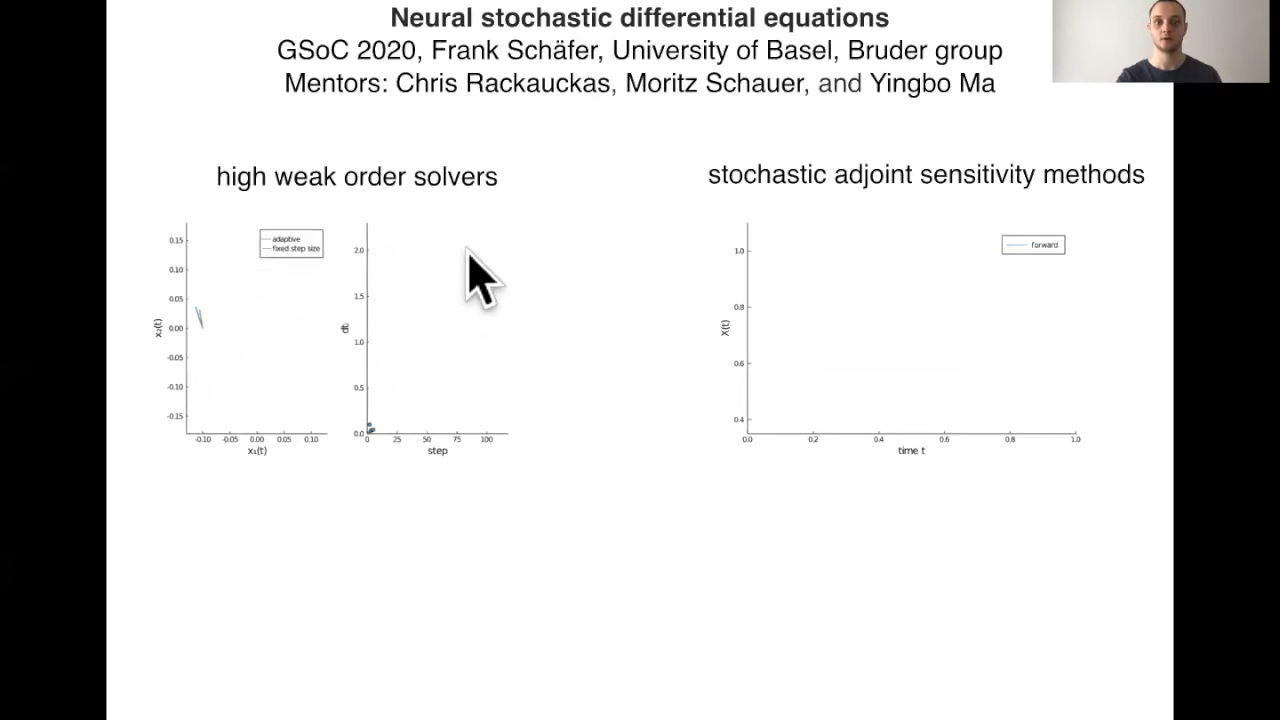 Neural stochastic differential equations
GSoC 2020, Frank Schäfer, University of Basel, Bruder group
Mentors: Chris Rackauckas, Moritz Schauer, and Yingbo Ma
high weak order solvers
stochastic adjoint sensitivity methods
adaptive
fixed step size
0.15
0.10
0.05
0.00
-0.05
-0.10
-0.15
x₂(t)
-0.10 -0.05 0.00 0.05 0.10
x₁(t)
2.0
1.5
1.0
0.5
0.0
dt
0 25 50 75 100
step
forward
1.0
0.8
0.6
0.4
X(t)
0.0 0.2 0.4 0.6 0.8 1.0
time t